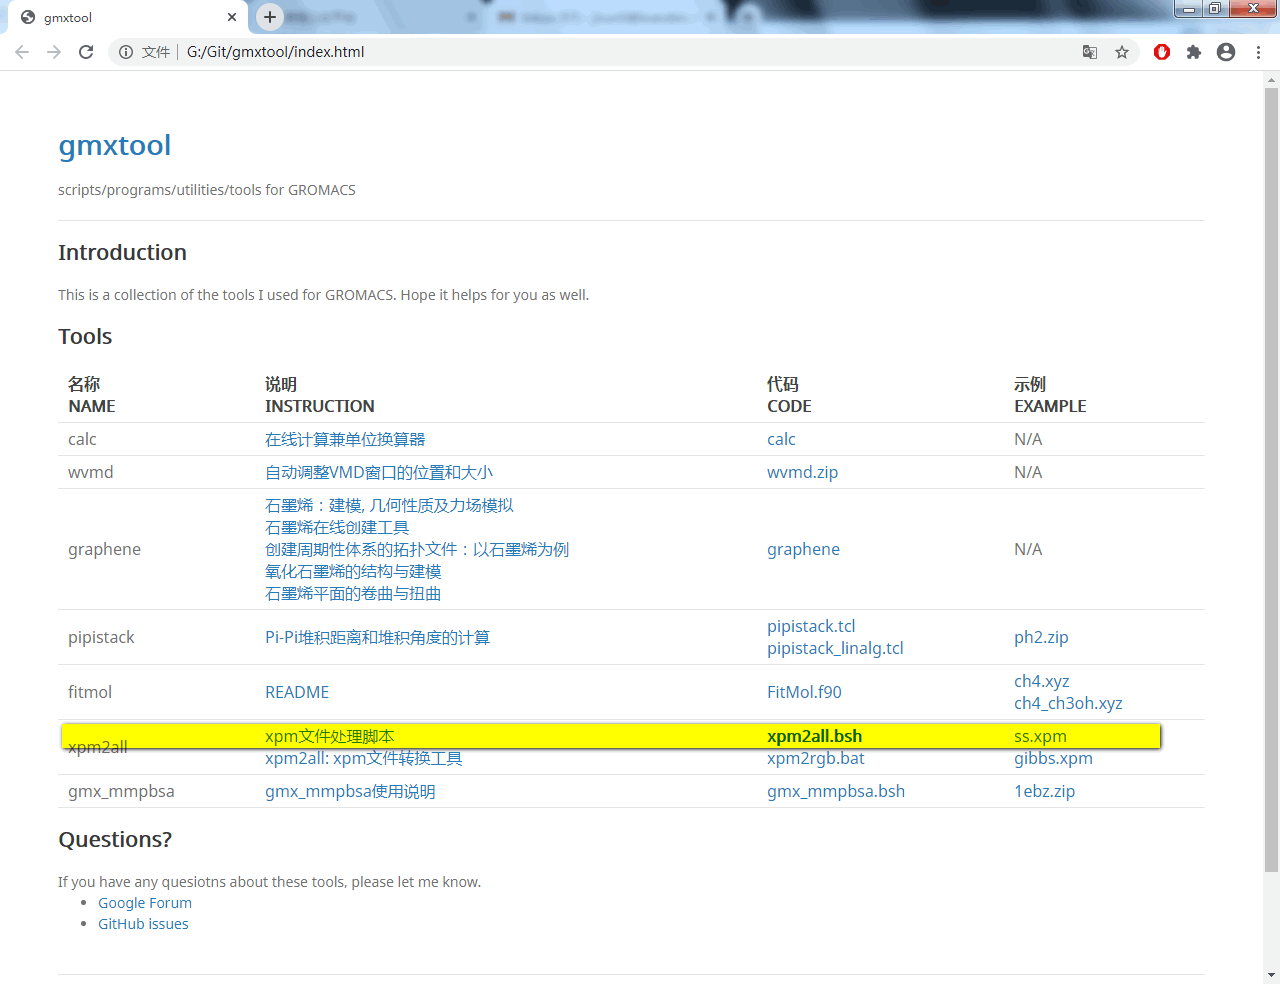 gmxtool
文件
G:/Git/gmxtool/index.html
gmxtool
scripts/programs/utilities/tools for GROMACS
Introduction
This is a collection of the tools I used for GROMACS. Hope it helps for you as well.
Tools
名称 说明 代码 示例
NAME INSTRUCTION CODE EXAMPLE
calc 在线计算兼单位换算器 calc N/A
wvmd 自动调整VMD窗口的位置和大小 wvmd.zip N/A
石墨烯：建模, 几何性质及力场模拟
石墨烯在线创建工具
graphene 创建周期性体系的拓扑文件：以石墨烯为例 graphene N/A
氧化石墨烯的结构与建模
石墨烯平面的卷曲与扭曲
pipistack Pi-Pi堆积距离和堆积角度的计算 pipistack.tcl ph2.zip
pipistack_linalg.tcl
fitmol README FitMol.f90 ch4.xyz
ch4_ch3oh.xyz
xpm2all xpm文件处理脚本 xpm2all.bsh ss.xpm
xpm2all: xpm文件转换工具 xpm2rgb.bat gibbs.xpm
gmx_mmpbsa gmx_mmpbsa使用说明 gmx_mmpbsa.bsh 1ebz.zip
Questions?
If you have any quesiotns about these tools, please let me know.
Google Forum
GitHub issues